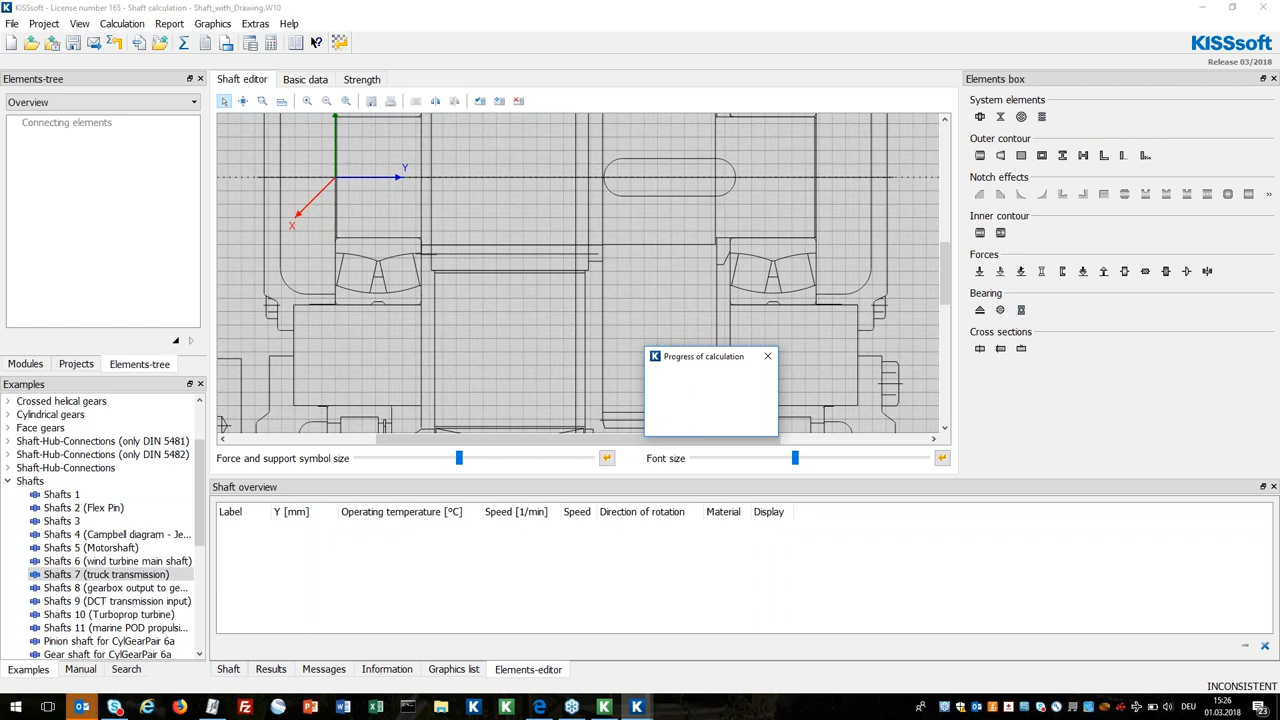 KISSsoft - License number 165 - Shaft calculation - Shaft_with_Drawing.W10
File Project View Calculation Report Graphics Extras Help
KISSsoft
Release 03/2018
Elements-tree
Overview
Connecting elements
Modules Projects Elements-tree
Examples
Crossed helical gears
Cylindrical gears
Face gears
Shaft-Hub-Connections (only DIN 5481)
Shaft-Hub-Connections (only DIN 5482)
Shaft-Hub-Connections
Shafts
Shafts 1
Shafts 2 (Flex Pin)
Shafts 3
Shafts 4 (Campbell diagram - Je...
Shafts 5 (Motorshaft)
Shafts 6 (wind turbine main shaft)
Shafts 7 (truck transmission)
Shafts 8 (gearbox output to ge...
Shafts 9 (DCT transmission input)
Shafts 10 (Turboprop turbine)
Shafts 11 (marine POD propulsi...
Pinion shaft for CylGearPair 6a
Gear shaft for CylGearPair 6a
Examples Manual Search
Shaft editor Basic data Strength
Y
X
K Progress of calculation
Force and support symbol size
Font size
Shaft overview
Label Y [mm] Operating temperature [°C] Speed [1/min] Speed Direction of rotation Material Display
Shaft Results Messages Information Graphics list Elements-editor
Elements box
System elements
Outer contour
Notch effects
»
Inner contour
Forces
Bearing
Cross sections
INCONSISTENT
DEU
15:26
01.03.2018
23